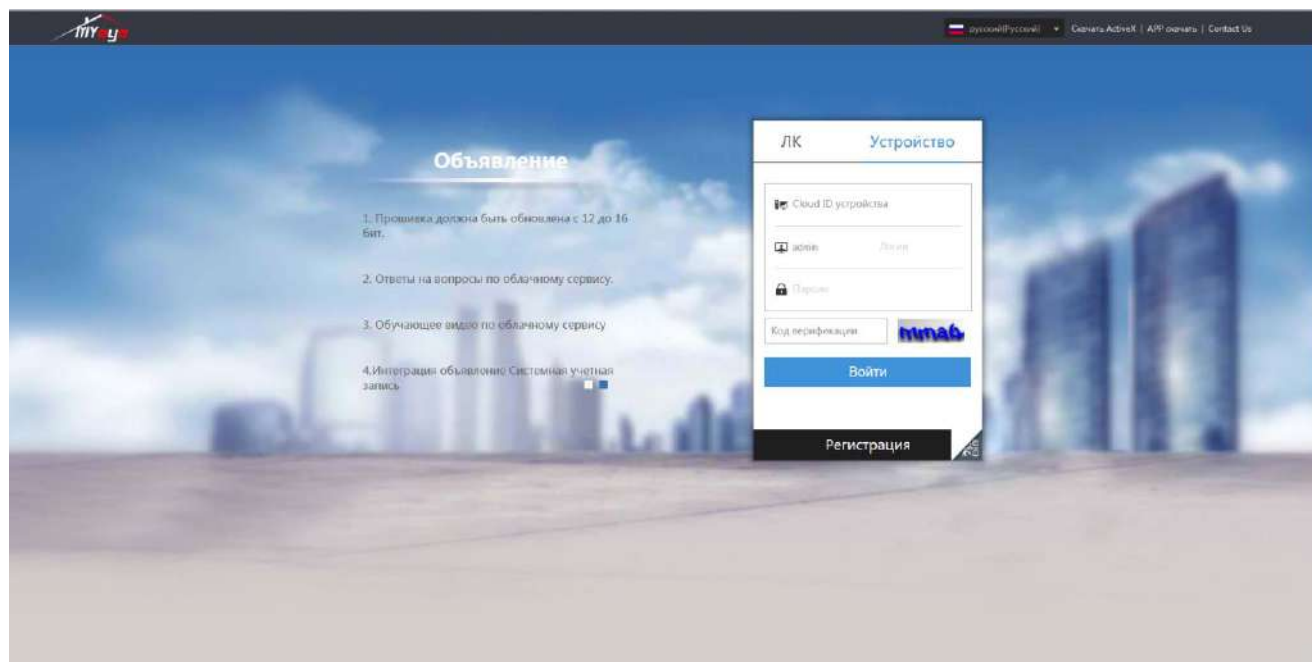 MYeye
русский(Русский) Скачать ActiveX | APP скачать | Contact Us
Объявление
1. Прошивка должна быть обновлена с 12 до 16
бит.
2. Ответы на вопросы по облачному сервису.
3. Обучающее видео по облачному сервису
4.Интеграция объявление Системная учетная
запись
ЛК Устройство
Cloud ID устройства
admin Логин
Пароль
Код верификации
Войти
Регистрация